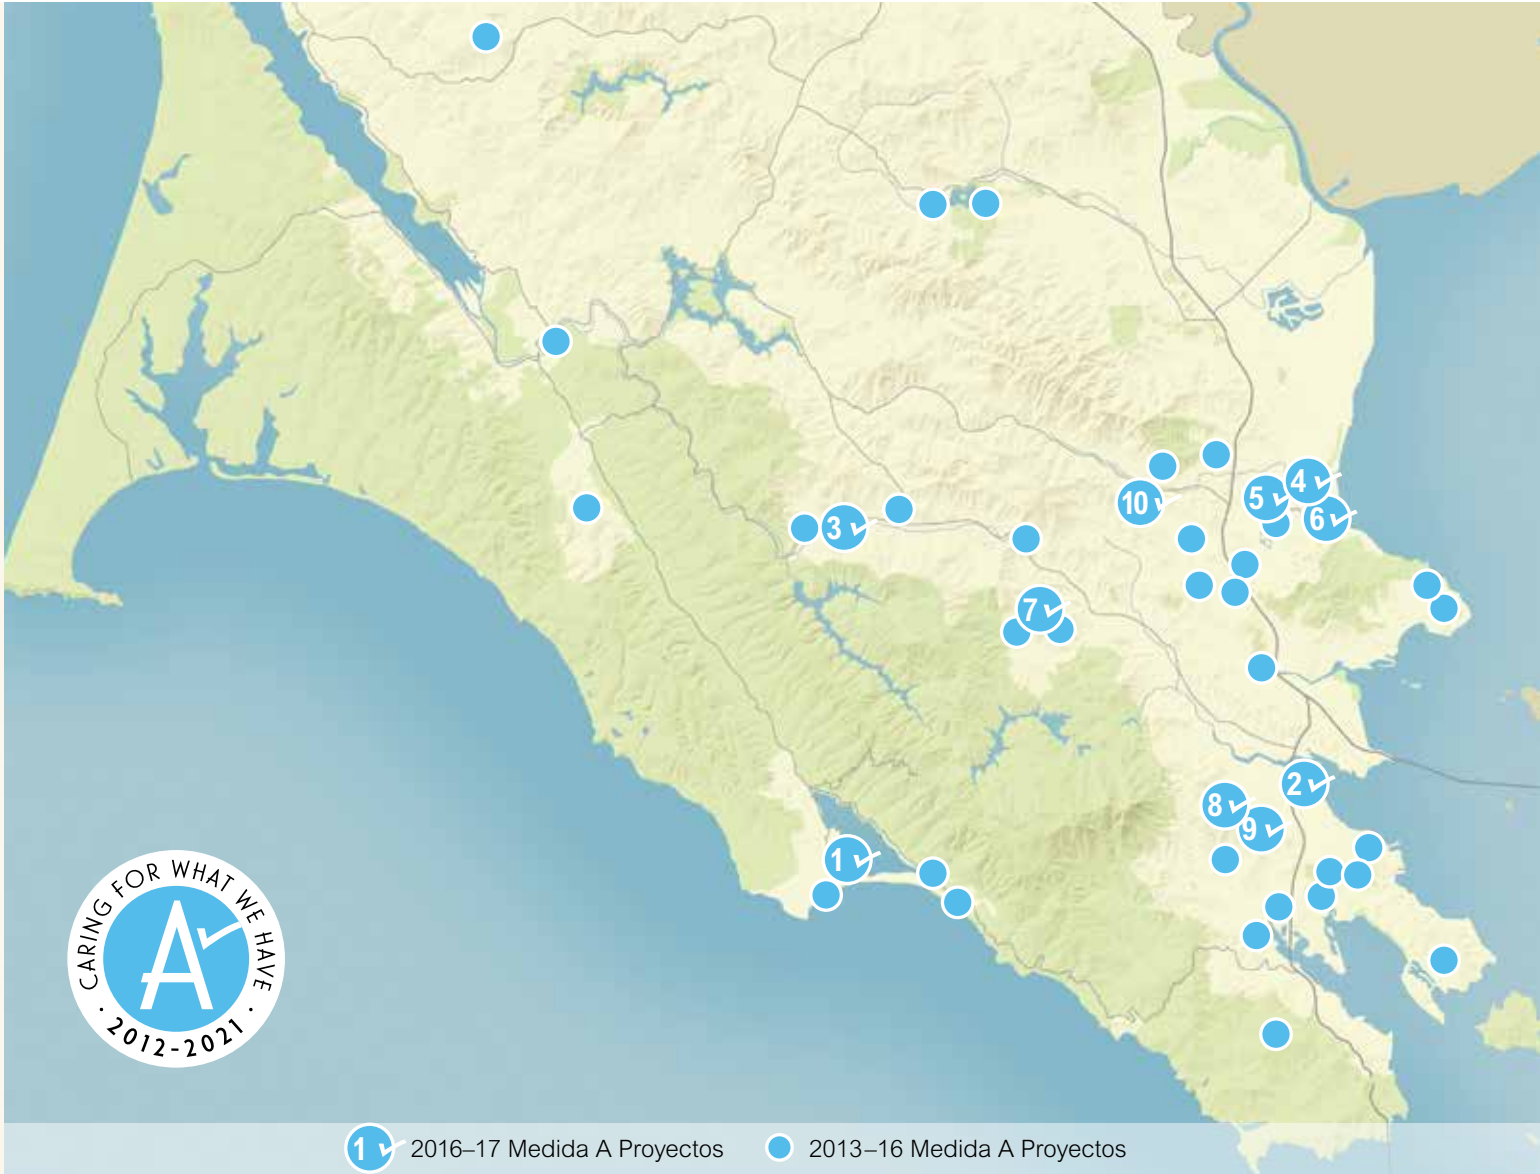 10
5
4
6
3
7
2
8
9
1
CARING FOR WHAT WE HAVE
· 2012-2021 ·
A
1 2016–17 Medida A Proyectos
2013–16 Medida A Proyectos